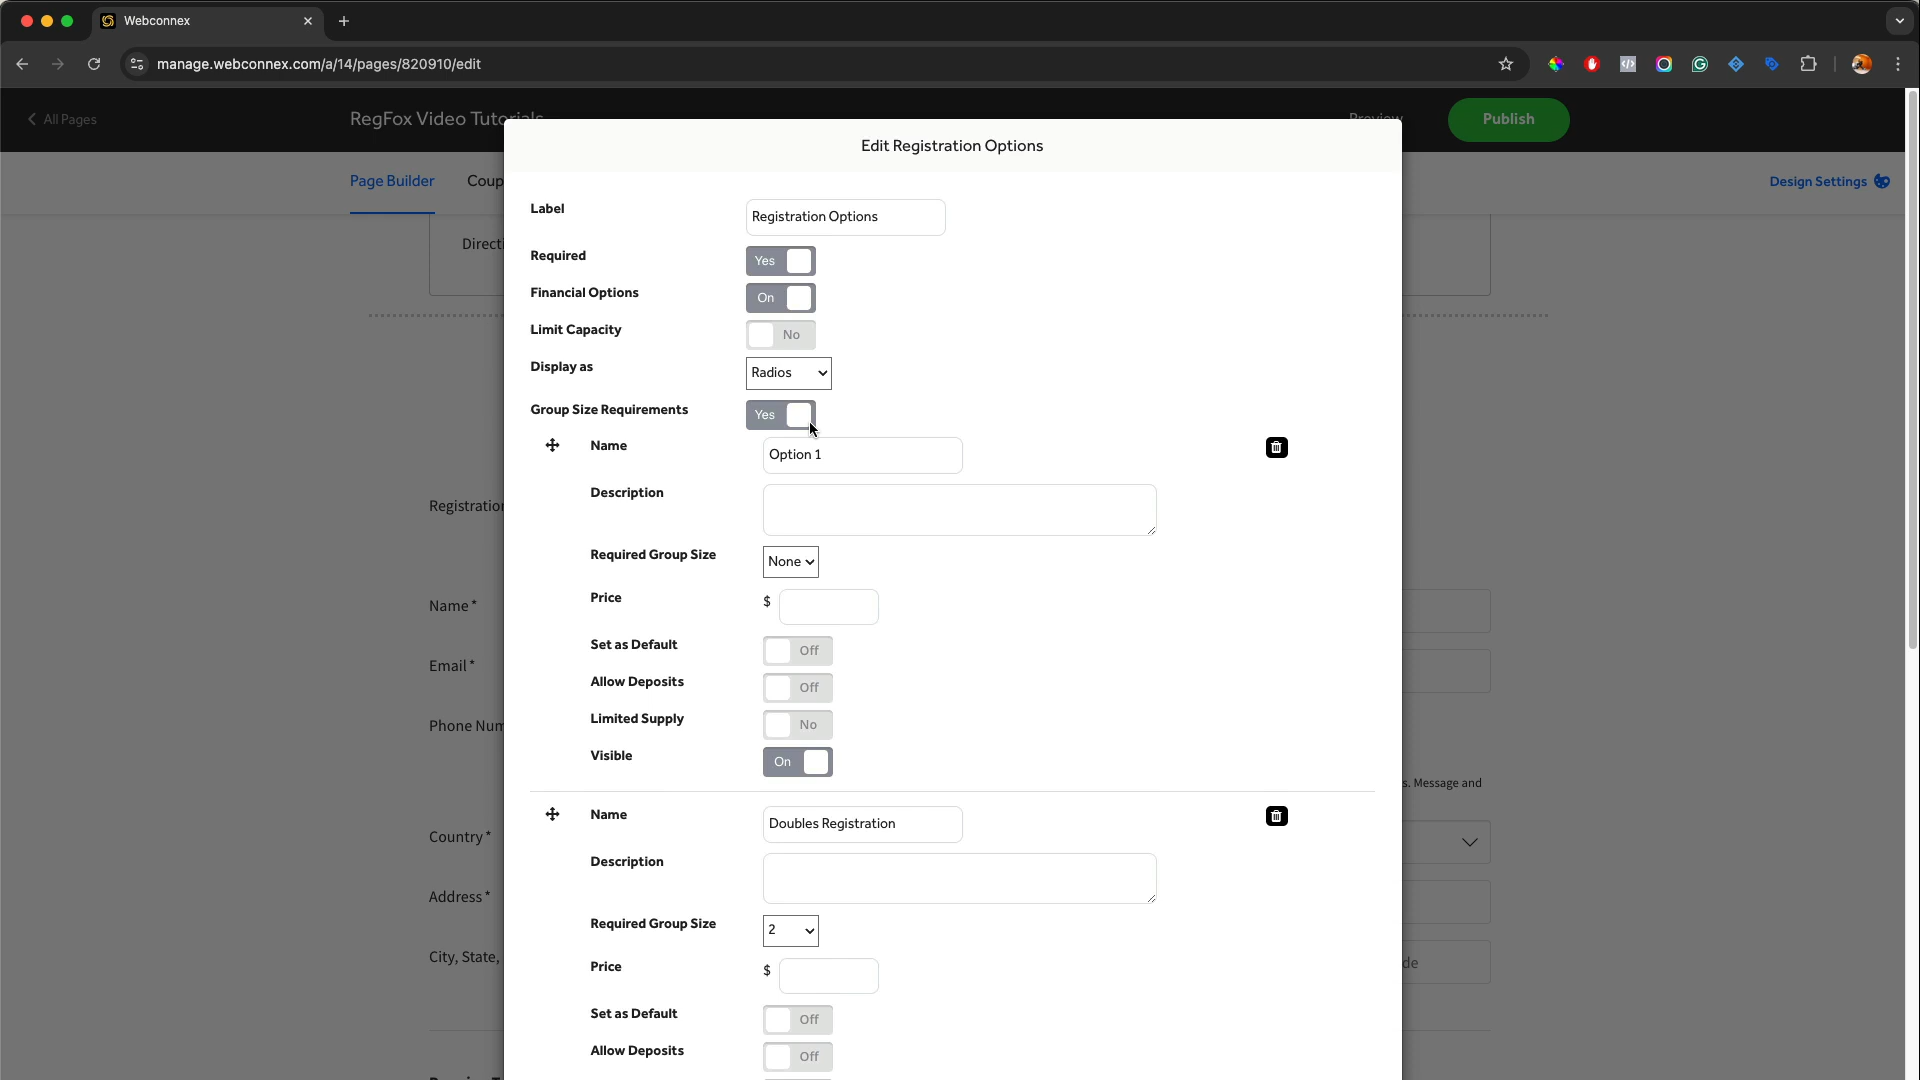 Webconnex
manage.webconnex.com/a/14/pages/820910/edit
All Pages
RegFox Video Tutorials
Preview
Publish
Edit Registration Options
Page Builder
Coup
Design Settings
Label
Registration Options
Directi
Required
Yes
Financial Options
On
Limit Capacity
No
Display as
Radios
Group Size Requirements
Yes
Name
Option 1
Description
Registration
Required Group Size
None
Price
$
Name*
Set as Default
Off
Email*
Allow Deposits
Off
Limited Supply
No
Phone Num
Visible
On
s. Message and
Name
Doubles Registration
Country*
Description
Address*
Required Group Size
2
City, State,
Price
$
de
Set as Default
Off
Allow Deposits
Off